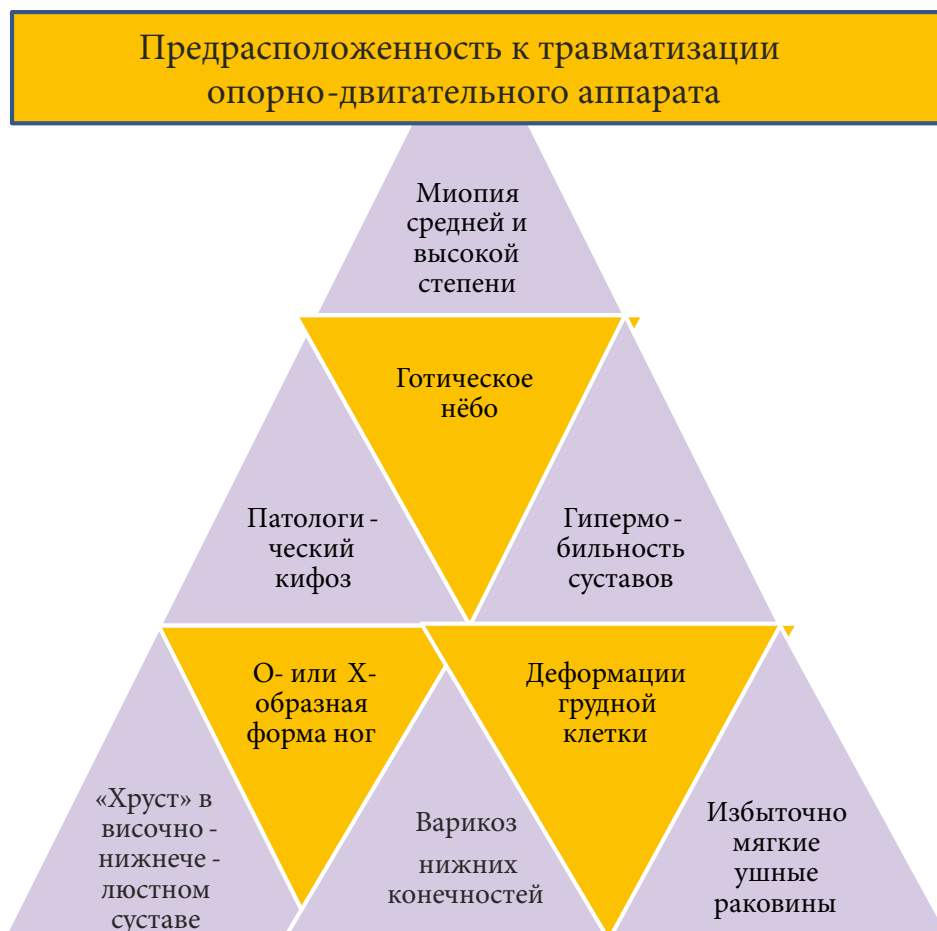 Предрасположенность к травматизации
опорно-двигательного аппарата
Миопия
средней и
высокой
степени
Готическое
нёбо
Патологи-
ческий
кифоз
Гипермо-
бильность
суставов
О- или Х-
образная
форма ног
Деформации
грудной
клетки
«Хруст» в
височно-
нижнече-
люстном
суставе
Варикоз
нижних
конечностей
Избыточно
мягкие
ушные
раковины